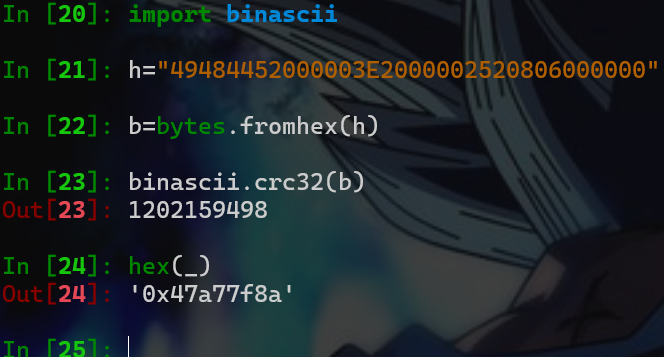 In [20]: import binascii
In [21]: h="49484452000003E20000002520806000000"
In [22]: b=bytes.fromhex(h)
In [23]: binascii.crc32(b)
Out[23]: 1202159498
In [24]: hex(_)
Out[24]: '0x47a77f8a'
In [25]: